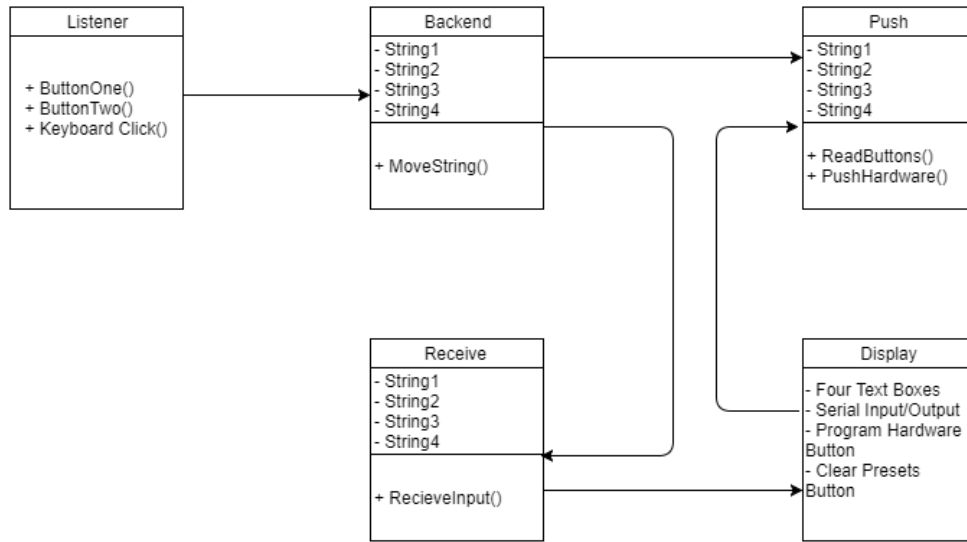 Listener
+ ButtonOne()
+ ButtonTwo()
+ Keyboard Click()
Backend
- String1
- String2
- String3
- String4
+ MoveString()
Push
- String1
- String2
- String3
- String4
+ ReadButtons()
+ PushHardware()
Receive
- String1
- String2
- String3
- String4
+ RecieveInput()
Display
- Four Text Boxes
- Serial Input/Output
- Program Hardware
Button
- Clear Presets
Button